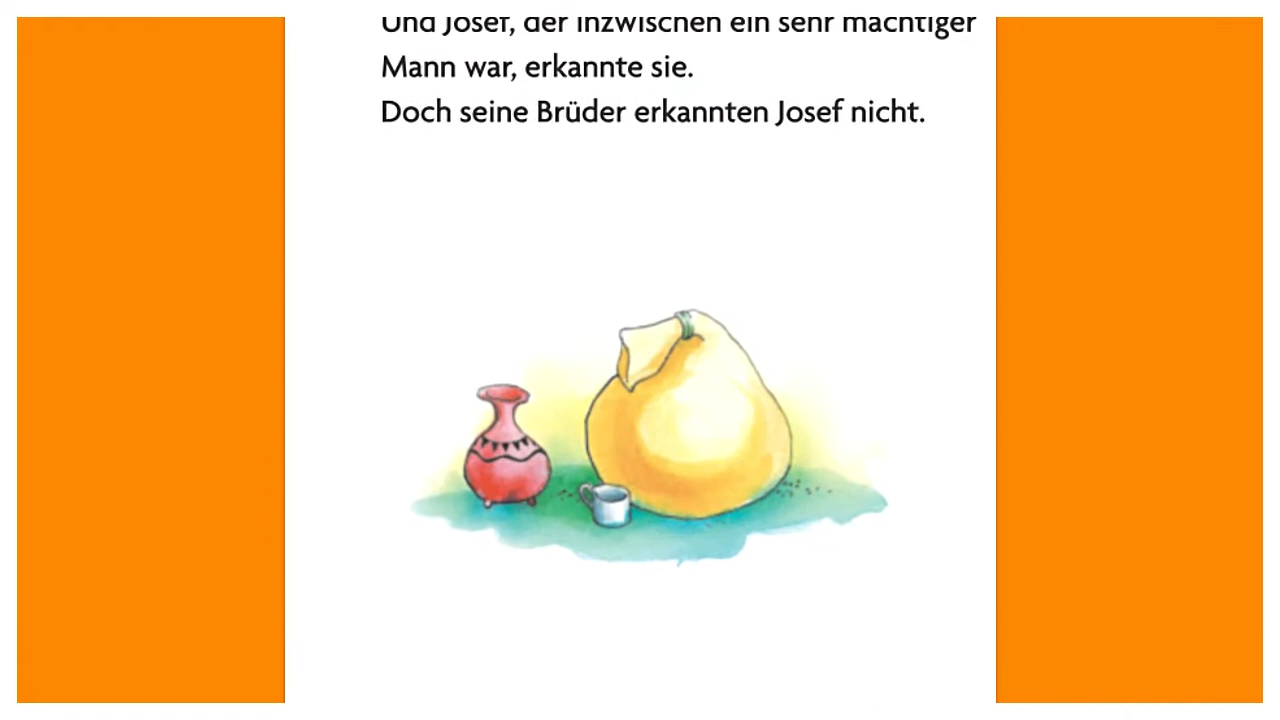 Und Josef, der inzwischen ein sehr mächtiger
Mann war, erkannte sie.
Doch seine Brüder erkannten Josef nicht.